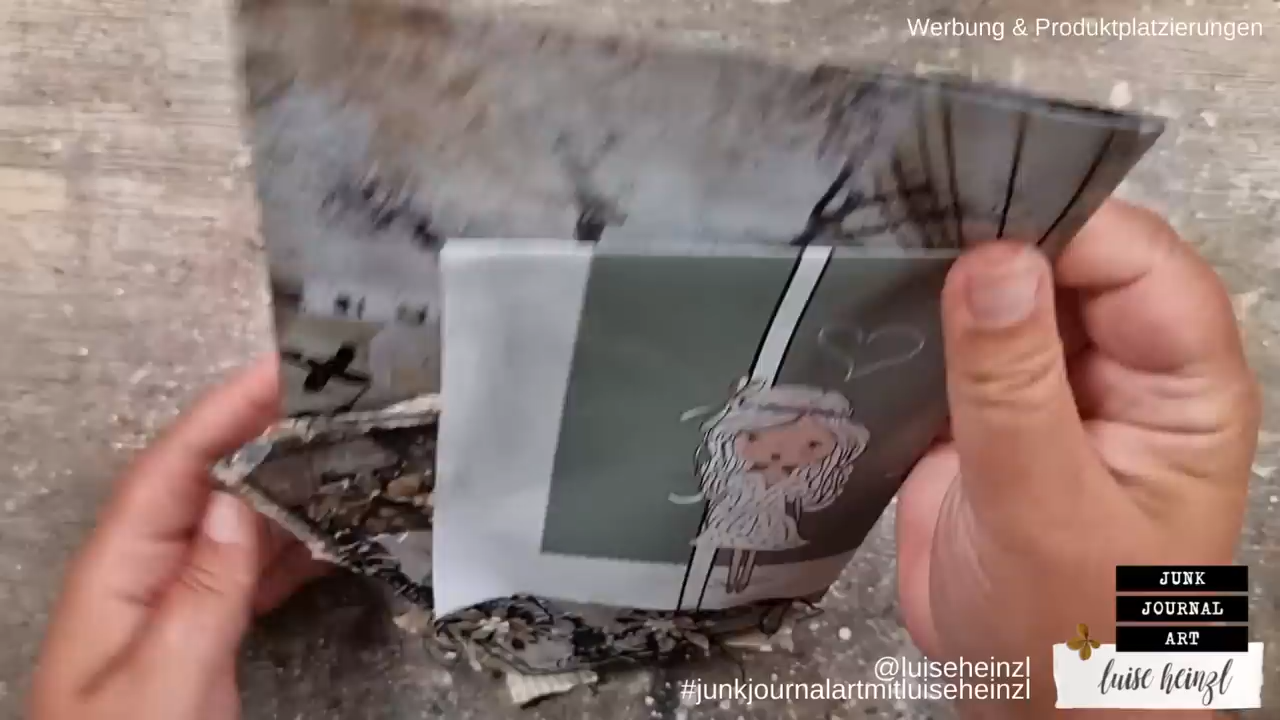 Werbung & Produktplatzierungen
@luiseheinzl
#junkjournalartmitluiseheinzl
JUNK
JOURNAL
ART
luise heinzl